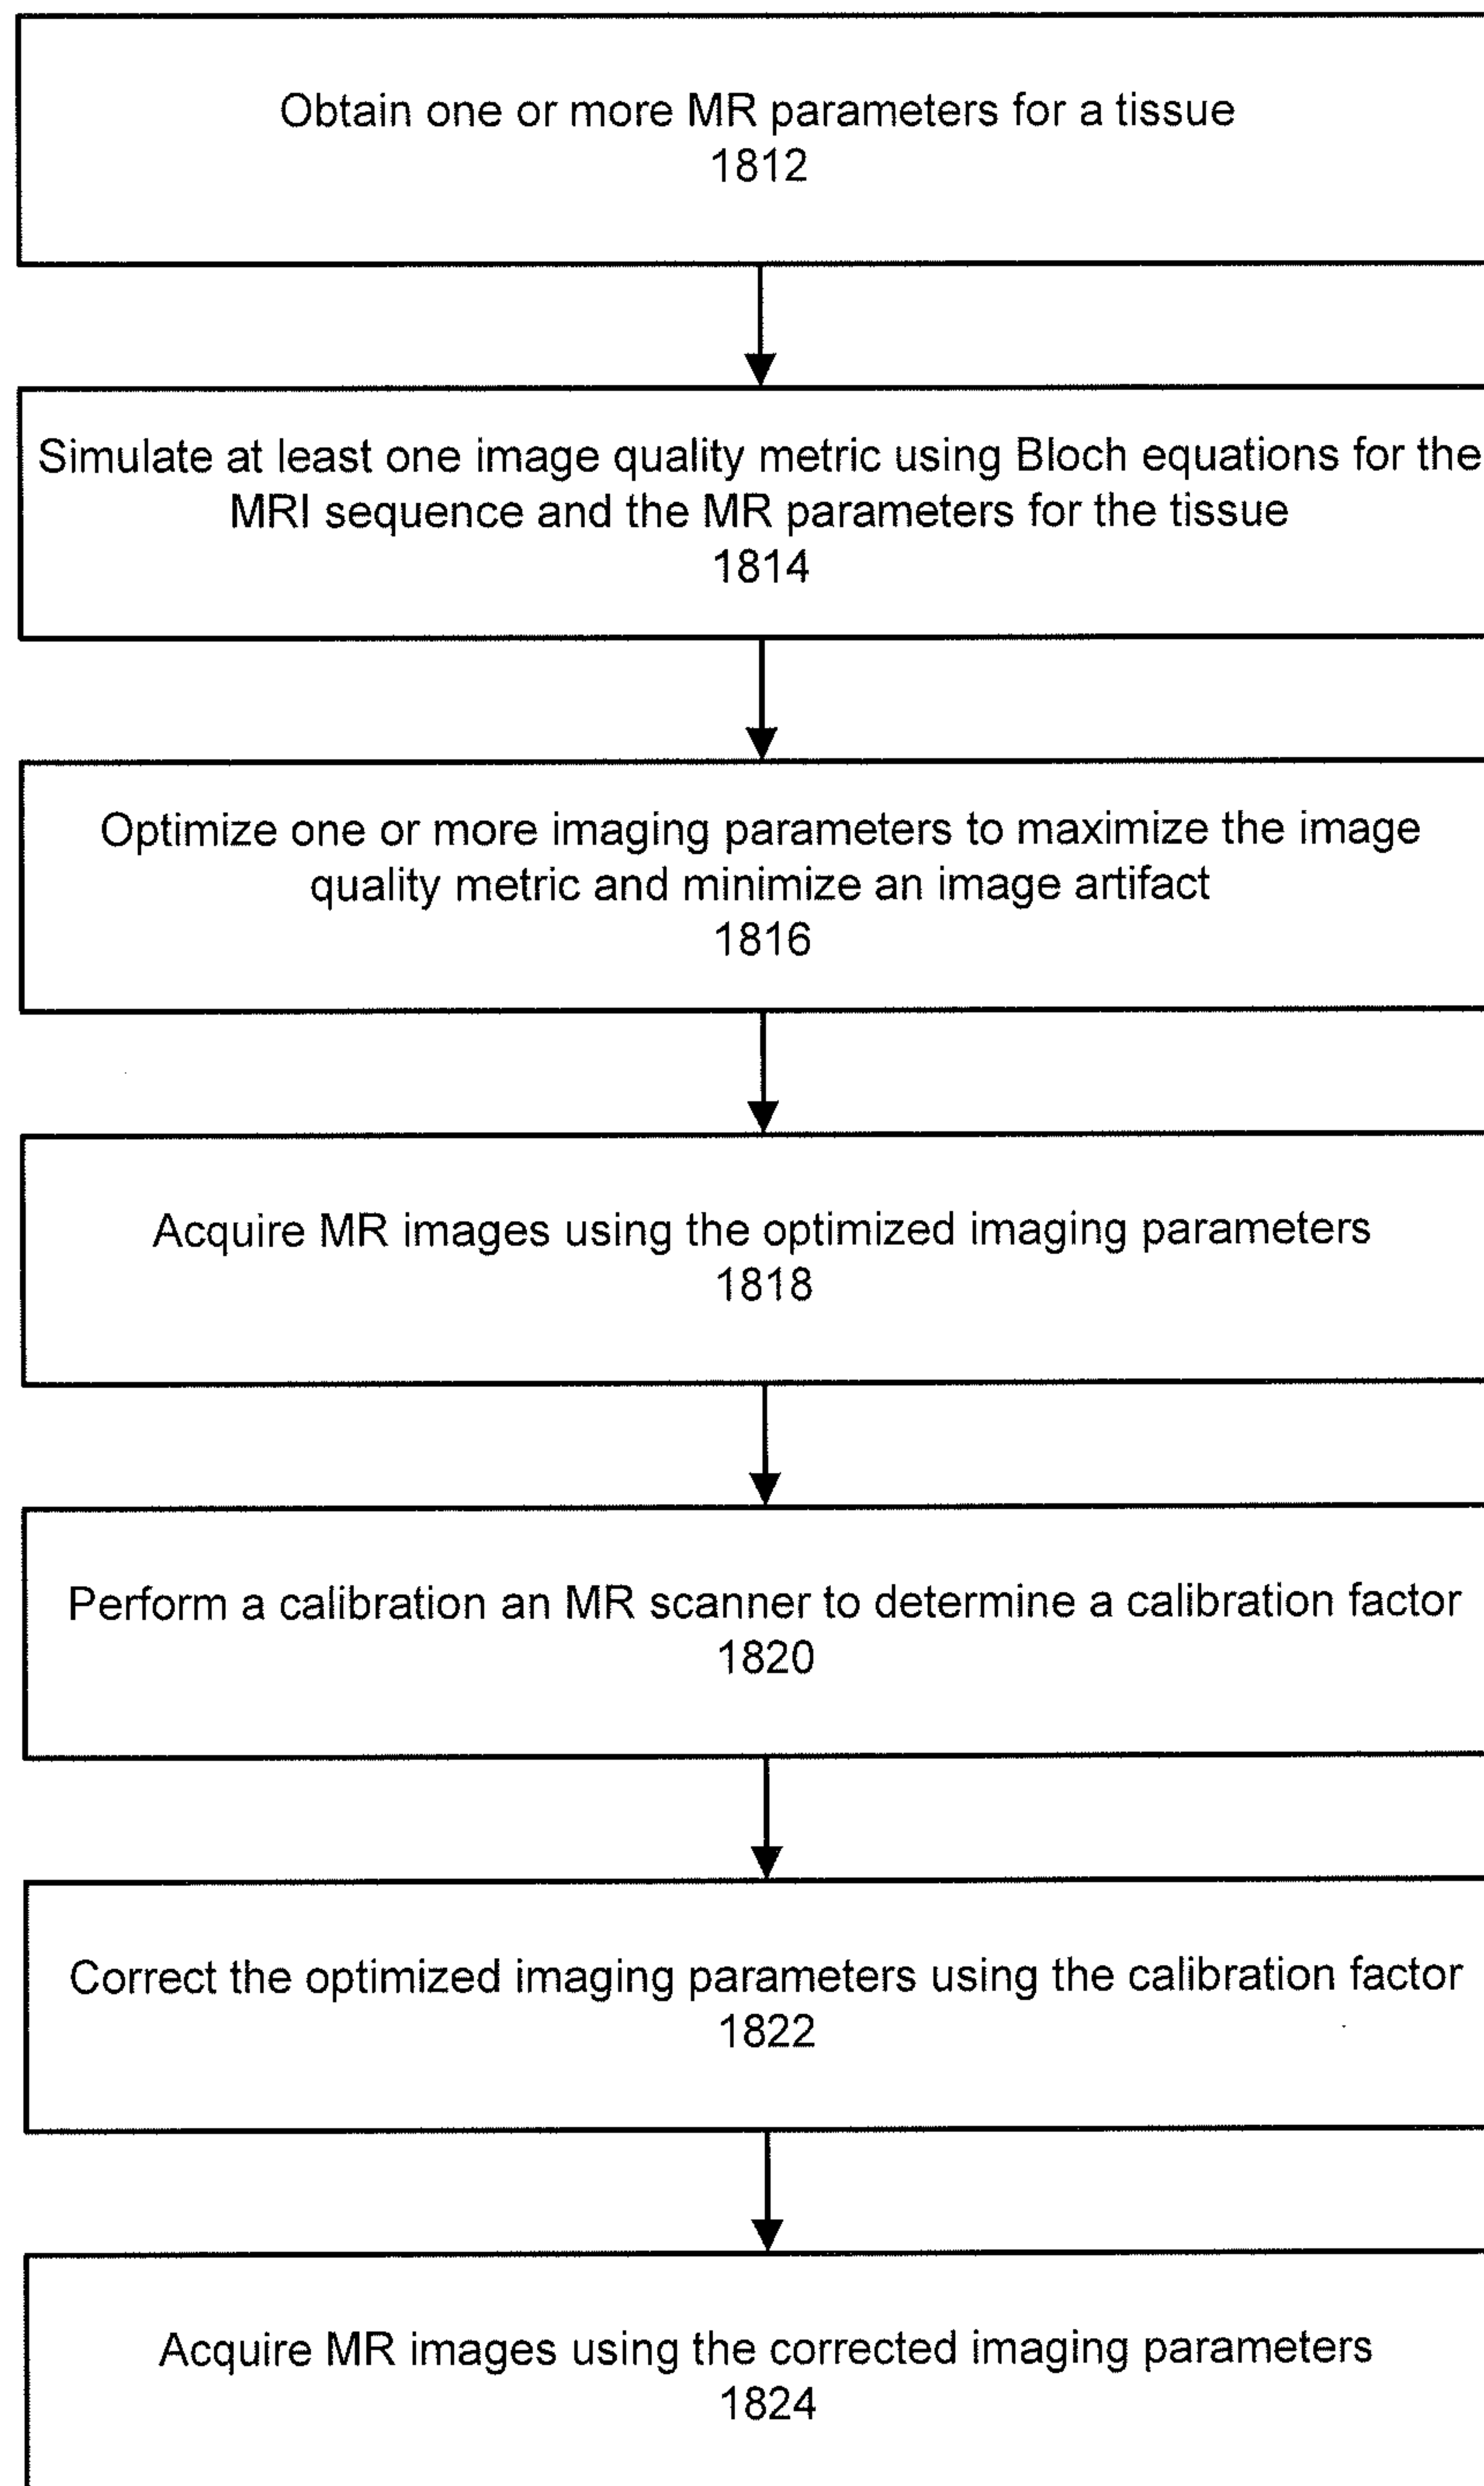 Obtain one or more MR parameters for a tissue
1812
Simulate at least one image quality metric using Bloch equations for the
MRI sequence and the MR parameters for the tissue
1814
Optimize one or more imaging parameters to maximize the image
quality metric and minimize an image artifact
1816
Acquire MR images using the optimized imaging parameters
1818
Perform a calibration an MR scanner to determine a calibration factor
1820
Correct the optimized imaging parameters using the calibration factor
1822
Acquire MR images using the corrected imaging parameters
1824